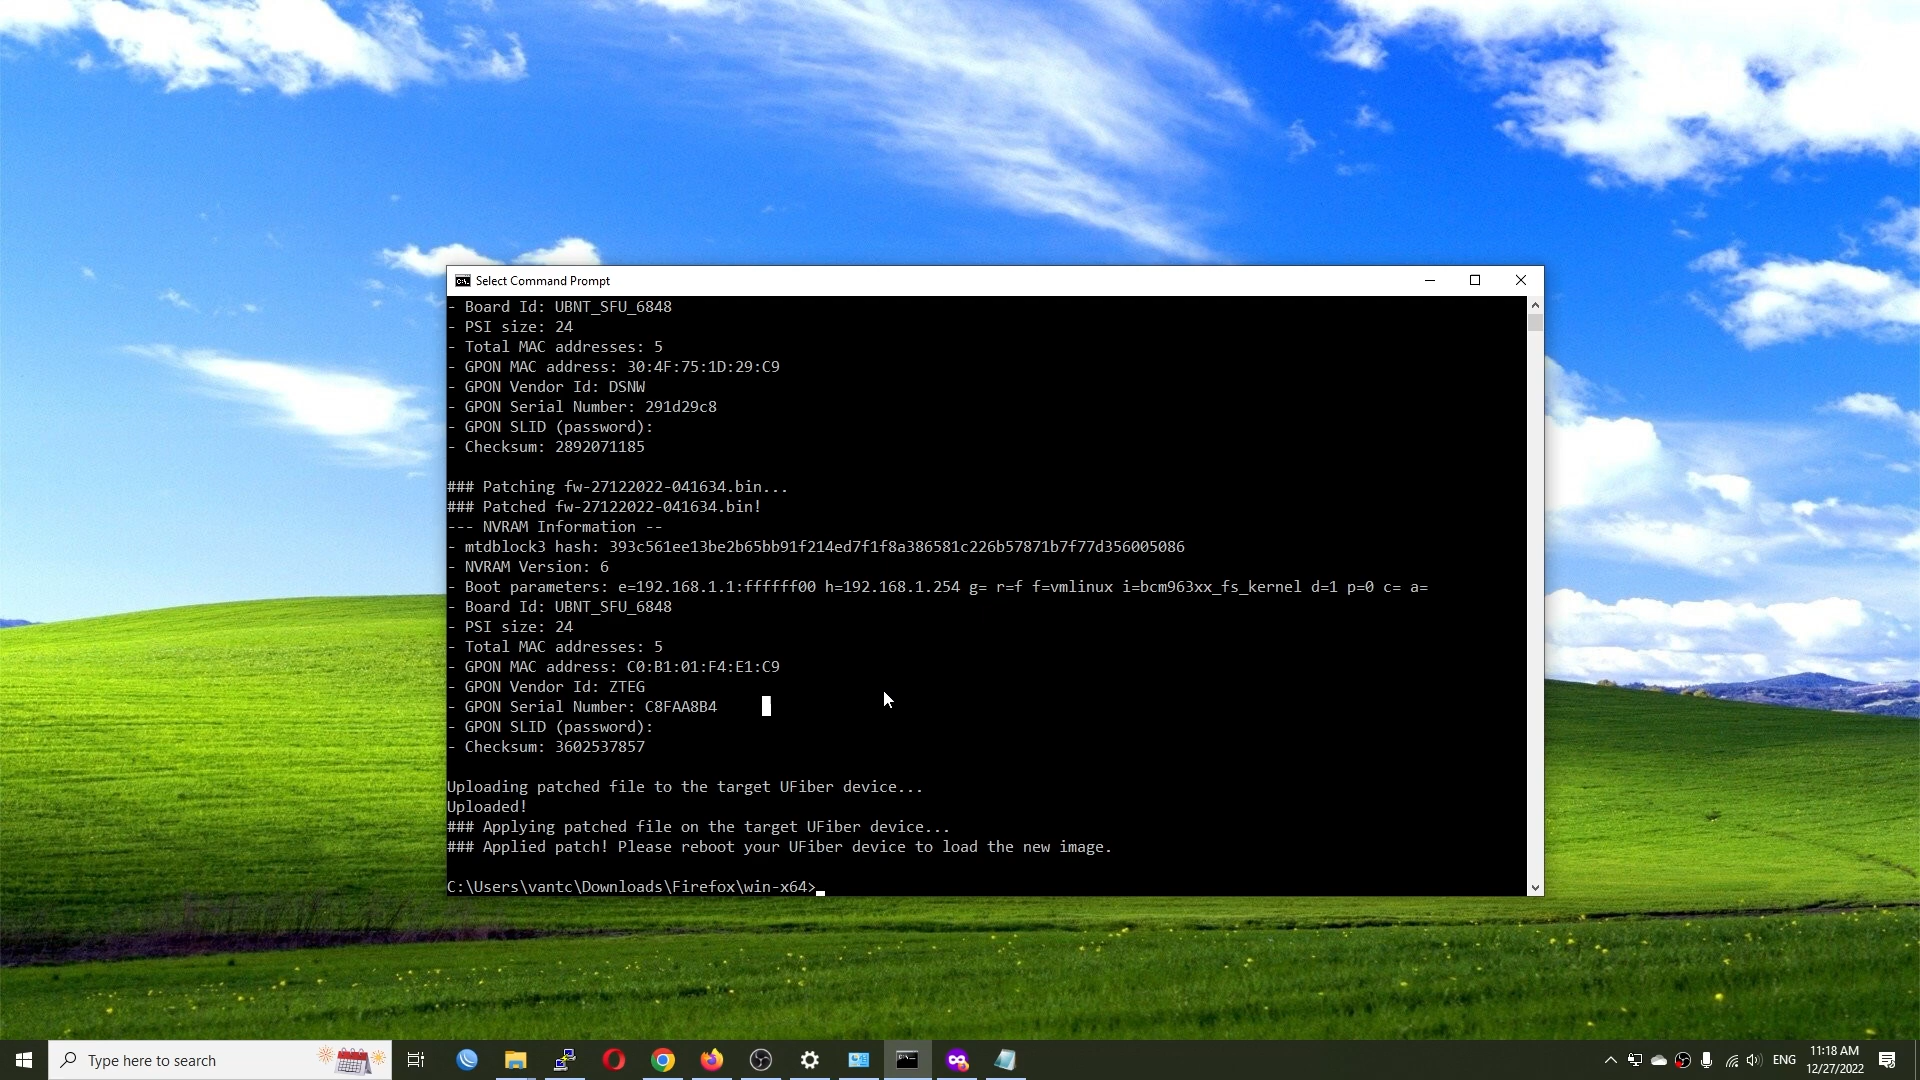 Select Command Prompt
- Board Id: UBNT_SFU_6848
- PSI size: 24
- Total MAC addresses: 5
- GPON MAC address: 30:4F:75:1D:29:C9
- GPON Vendor Id: DSNW
- GPON Serial Number: 291d29c8
- GPON SLID (password):
- Checksum: 2892071185
### Patching fw-27122022-041634.bin...
### Patched fw-27122022-041634.bin!
--- NVRAM Information --
- mtdblock3 hash: 393c561ee13be2b65bb91f214ed7f1f8a386581c226b57871b7f77d356005086
- NVRAM Version: 6
- Boot parameters: e=192.168.1.1:ffffff00 h=192.168.1.254 g= r=f f=vmlinux i=bcm963xx_fs_kernel d=1 p=0 c= a=
- Board Id: UBNT_SFU_6848
- PSI size: 24
- Total MAC addresses: 5
- GPON MAC address: C0:B1:01:F4:E1:C9
- GPON Vendor Id: ZTEG
- GPON Serial Number: C8FAA8B4
- GPON SLID (password):
- Checksum: 3602537857
Uploading patched file to the target UFiber device...
Uploaded!
### Applying patched file on the target UFiber device...
### Applied patch! Please reboot your UFiber device to load the new image.
C:\Users\vantc\Downloads\Firefox\win-x64>
Type here to search
ENG
11:18 AM
12/27/2022